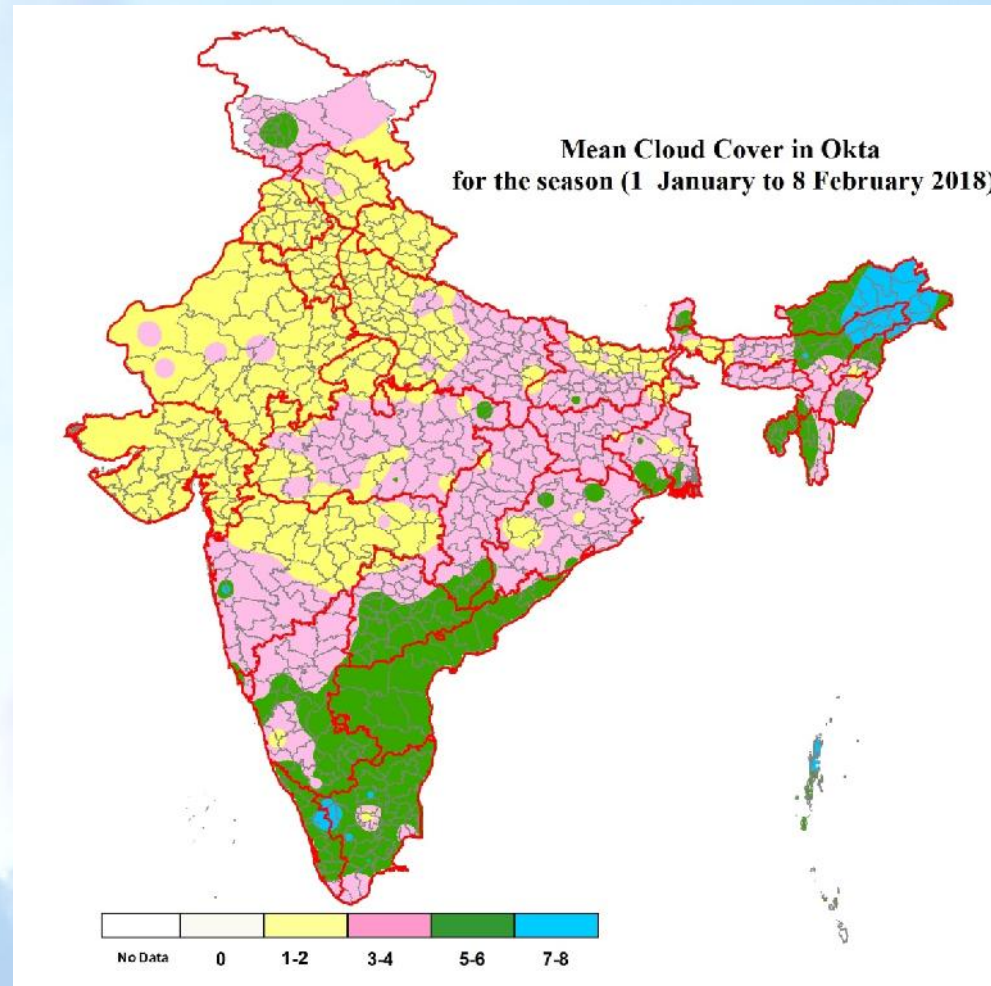 Mean Cloud Cover in Okta
for the season (1 January to 8 February 2018)
No Data 0 1-2 3-4 5-6 7-8